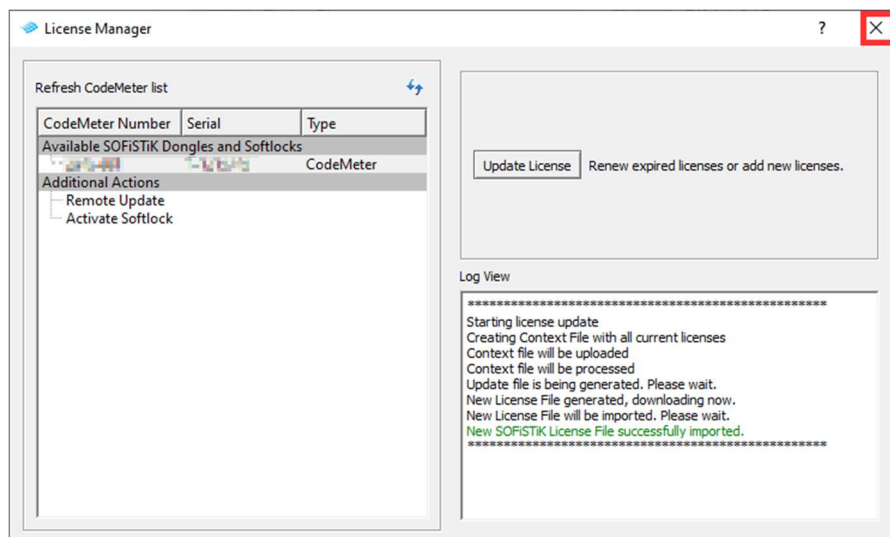 License Manager
?
Refresh CodeMeter list
CodeMeter Number Serial Type
Available SOFiSTiK Dongles and Softlocks
CodeMeter
Additional Actions
Remote Update
Activate Softlock
Update License Renew expired licenses or add new licenses.
Log View
**************************************************
Starting license update
Creating Context File with all current licenses
Context file will be uploaded
Context file will be processed
Update file is being generated. Please wait.
New License File generated, downloading now.
New License File will be imported. Please wait.
New SOFiSTiK License File successfully imported.
**************************************************